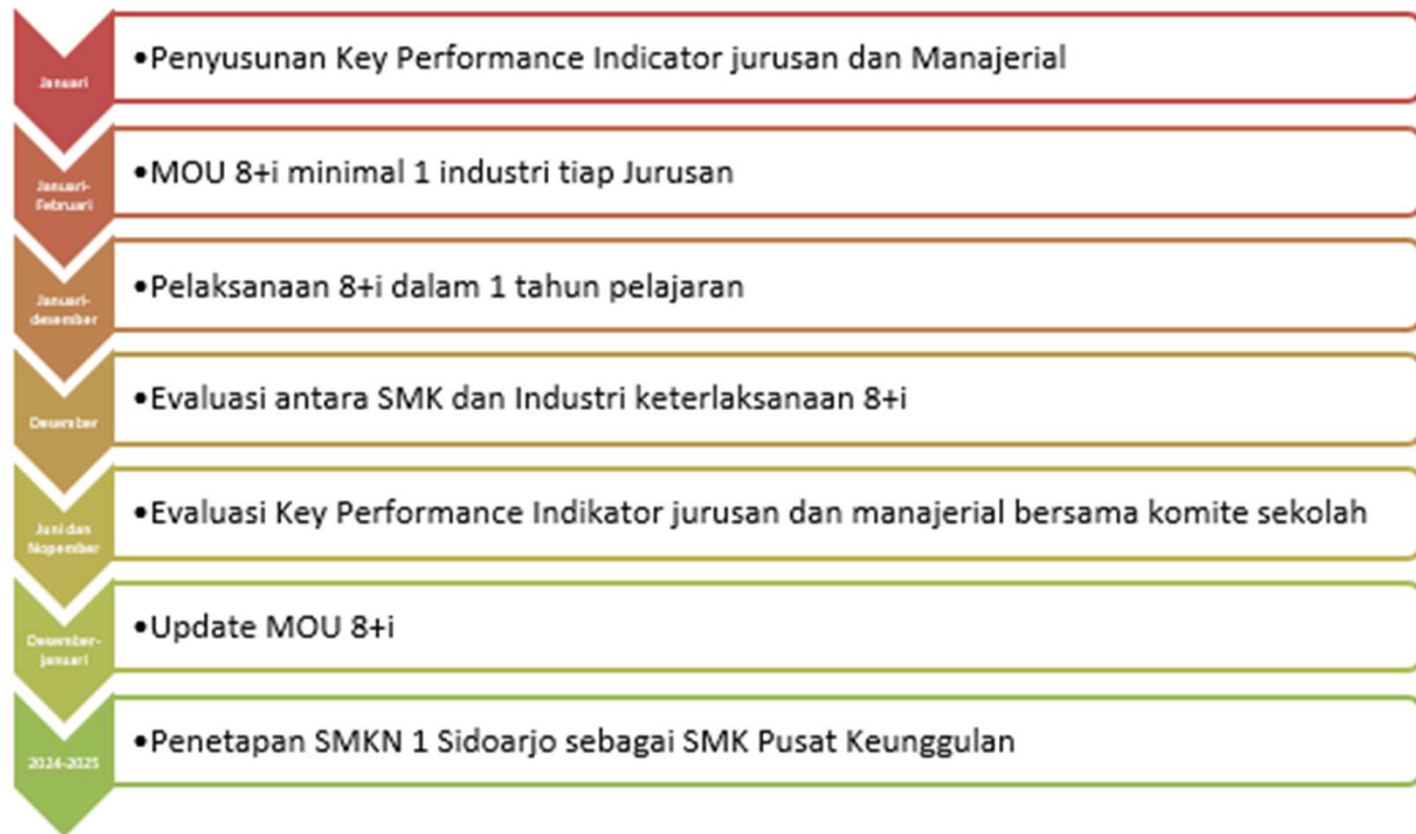 Januari
•Penyusunan Key Performance Indicator jurusan dan Manajerial
Januari-
Februari
•MOU 8+i minimal 1 industri tiap Jurusan
Januari-
desember
•Pelaksanaan 8+i dalam 1 tahun pelajaran
Desember
•Evaluasi antara SMK dan Industri keterlaksanaan 8+i
Juni dan
Nopember
•Evaluasi Key Performance Indikator jurusan dan manajerial bersama komite sekolah
Desember-
januari
•Update MOU 8+i
2024-2025
•Penetapan SMKN 1 Sidoarjo sebagai SMK Pusat Keunggulan